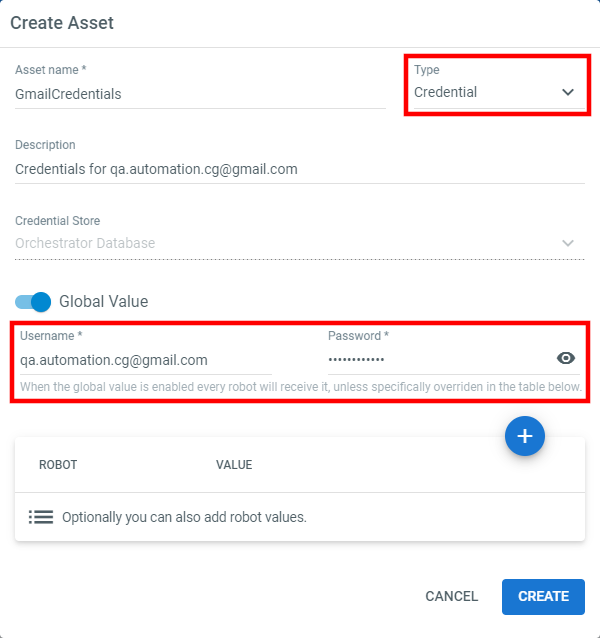 Create Asset
Asset name *
Type
GmailCredentials
Credential
Description
Credentials for qa.automation.cg@gmail.com
Credential Store
Orchestrator Database
Global Value
Username *
Password *
qa.automation.cg@gmail.com
••••••••••••
When the global value is enabled every robot will receive it, unless specifically overriden in the table below.
+
ROBOT
VALUE
Optionally you can also add robot values.
CANCEL
CREATE